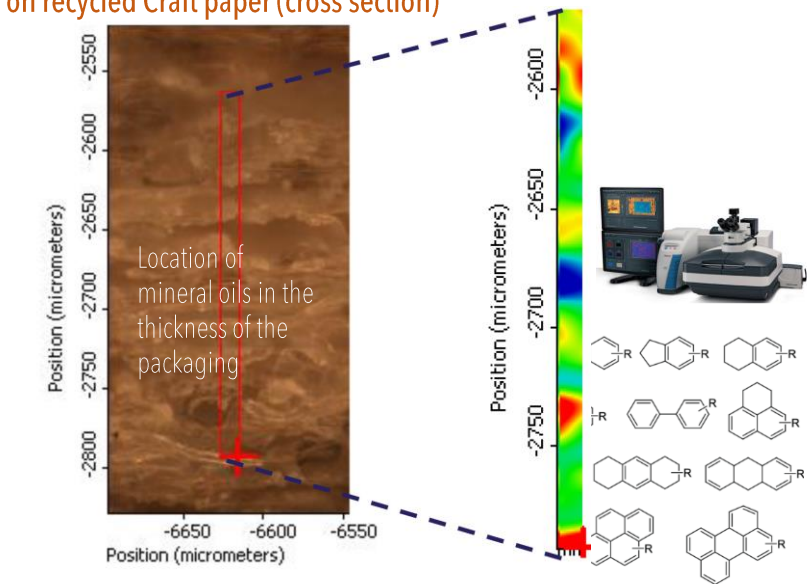 on recycled Craft paper (cross section)
-2550
-2600
-2650
-2700
-2750
-2800
Position (micrometers)
Location of
mineral oils in the
thickness of the
packaging
-6650
-6600
-6550
Position (micrometers)
-2600
-2650
-2700
-2750
Position (micrometers)
R
R
R
R
R
R
R
R
R
R